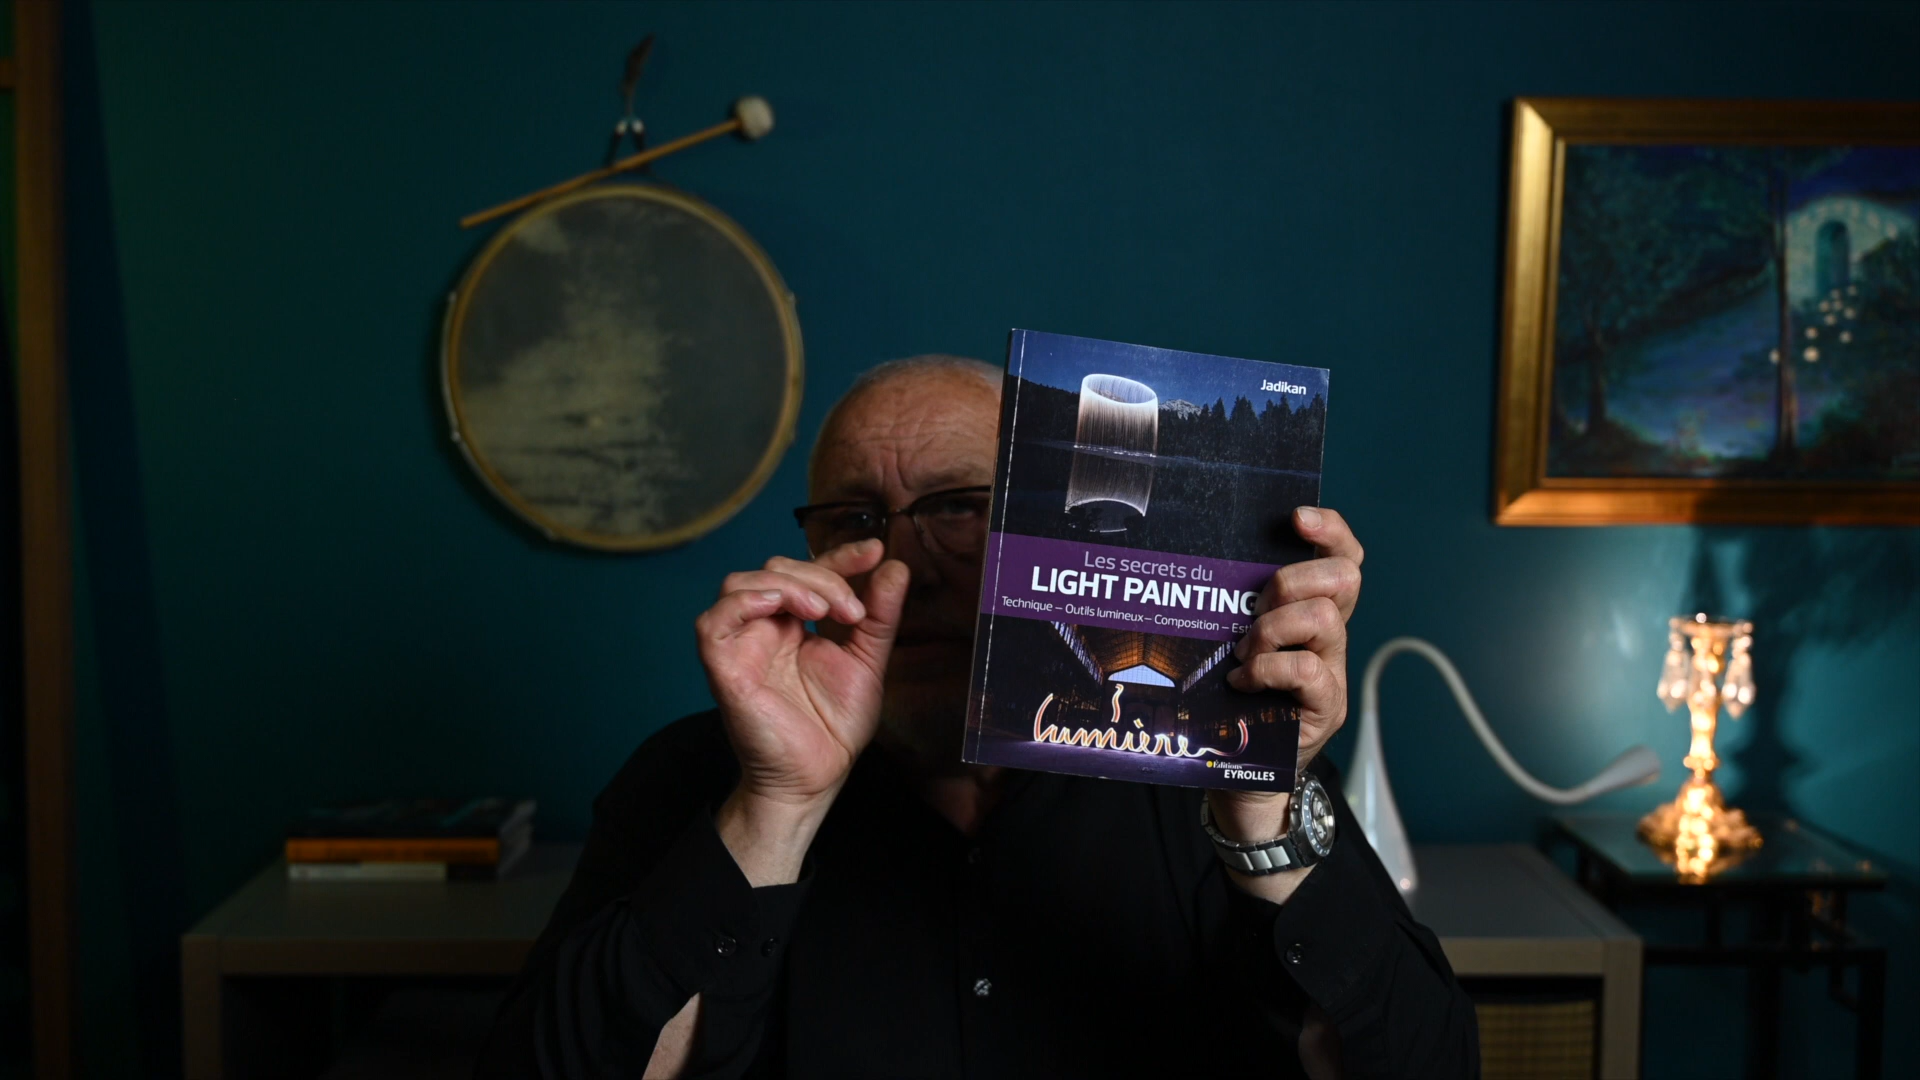 Jadikan
Les secrets du
LIGHT PAINTING
Technique – Outils lumineux – Composition –
lumière
Éditions
EYROLLES